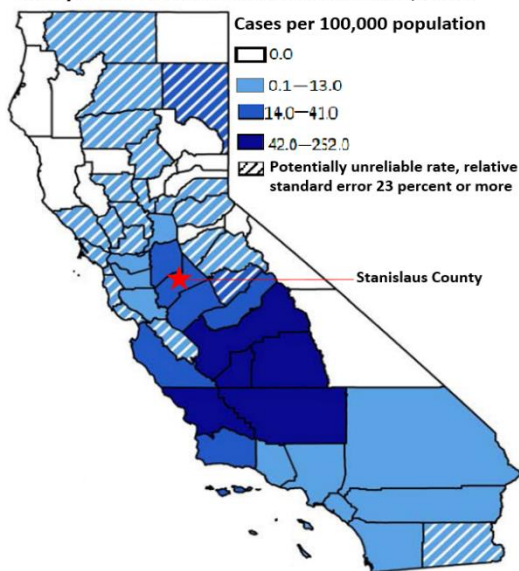 Cases per 100,000 population
0.0
0.1—13.0
14.0—41.0
42.0—252.0
Potentially unreliable rate, relative
standard error 23 percent or more
Stanislaus County